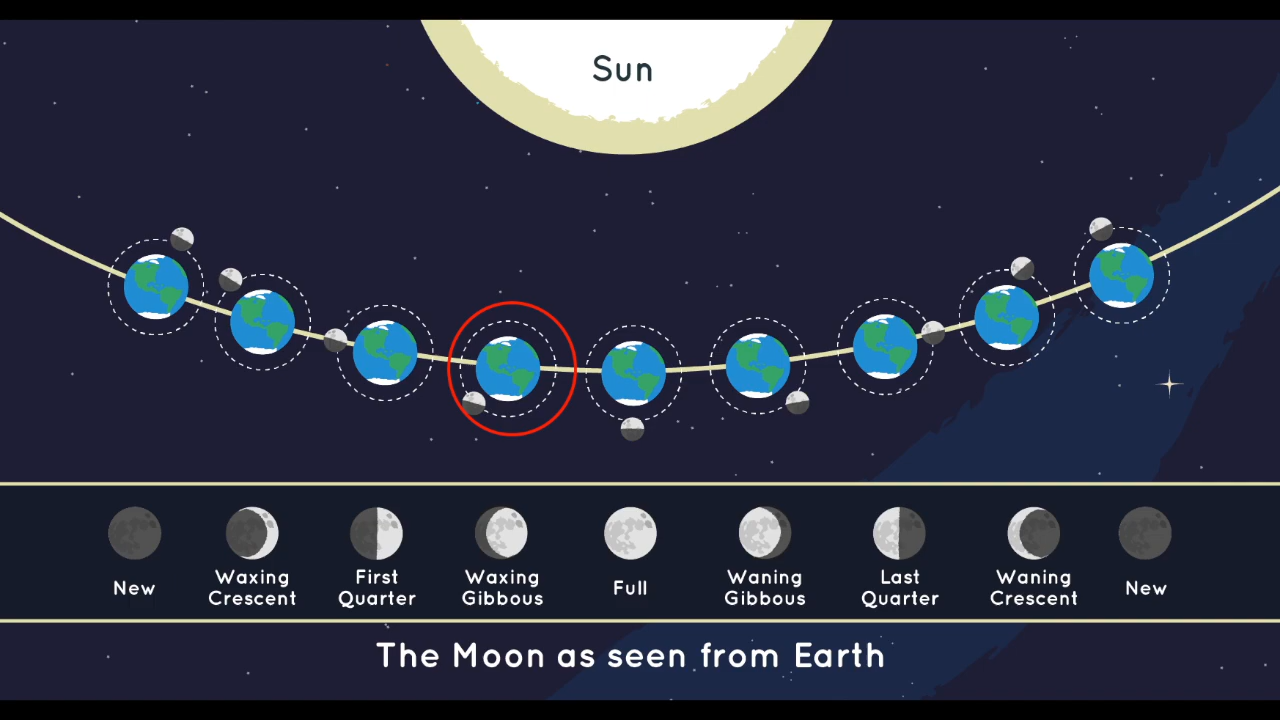 Sun
New
Waxing
Crescent
First
Quarter
Waxing
Gibbous
Full
Waning
Gibbous
Last
Quarter
Waning
Crescent
New
The Moon as seen from Earth